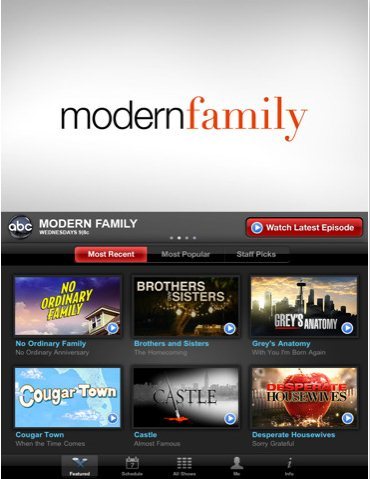 modernfamily
abc
MODERN FAMILY
WEDNESDAYS 9|8c
Watch Latest Episode
Most Recent
Most Popular
Staff Picks
NO ORDINARY FAMILY
BROTHERS AND SISTERS
GREY'S ANATOMY
No Ordinary Family
Brothers and Sisters
Grey's Anatomy
No Ordinary Anniversary
The Homecoming
With You I'm Born Again
Cougar Town
CASTLE
DESPERATE HOUSEWIVES
Cougar Town
Castle
Desperate Housewives
When the Time Comes
Almost Famous
Sorry Grateful
7
Featured
Schedule
All Shows
Me
Info